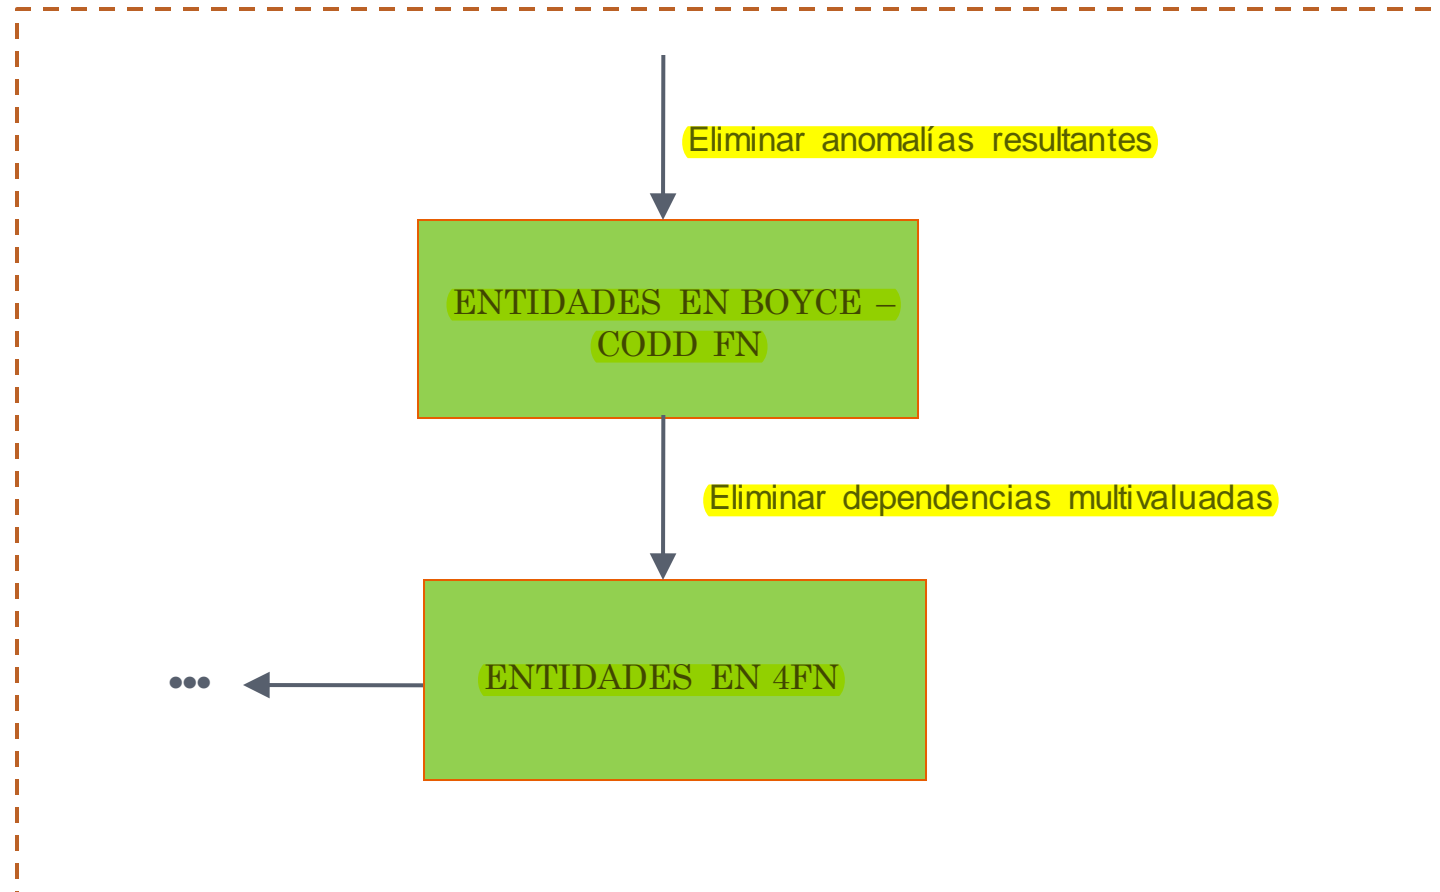 Eliminar anomalías resultantes
ENTIDADES EN BOYCE –
CODD FN
Eliminar dependencias multivaluadas
ENTIDADES EN 4FN
•••